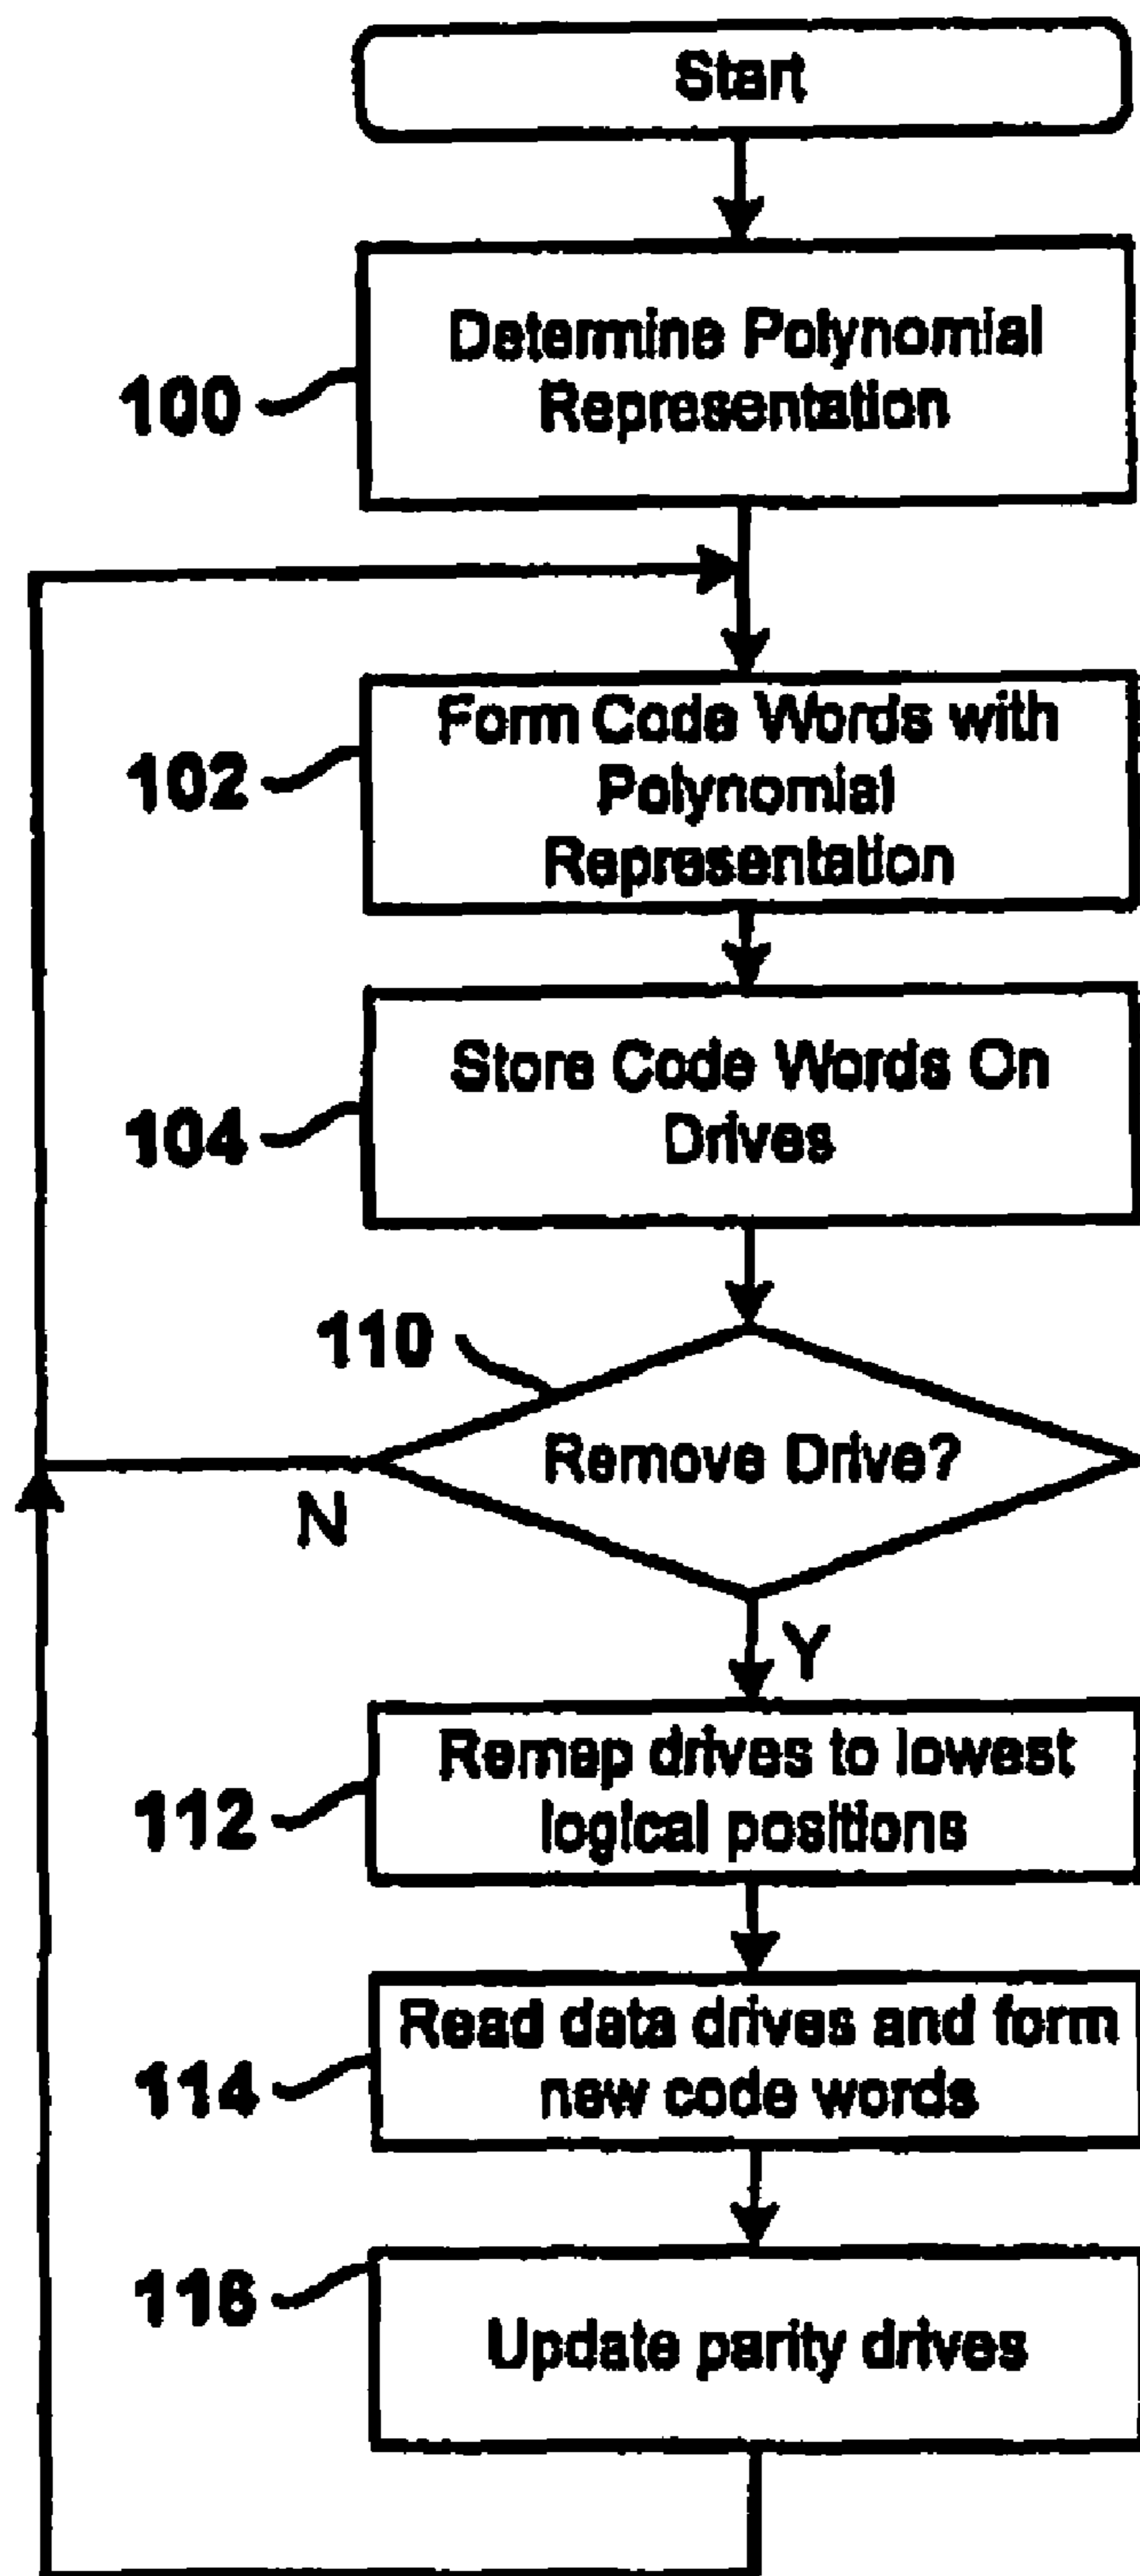 Start
Determine Polynomial
Representation
100
Form Code Words with
Polynomial
Representation
102
Store Code Words On
Drives
104
110
Remove Drive?
N
Y
Remap drives to lowest
logical positions
112
Read data drives and form
new code words
114
116
Update parity drives